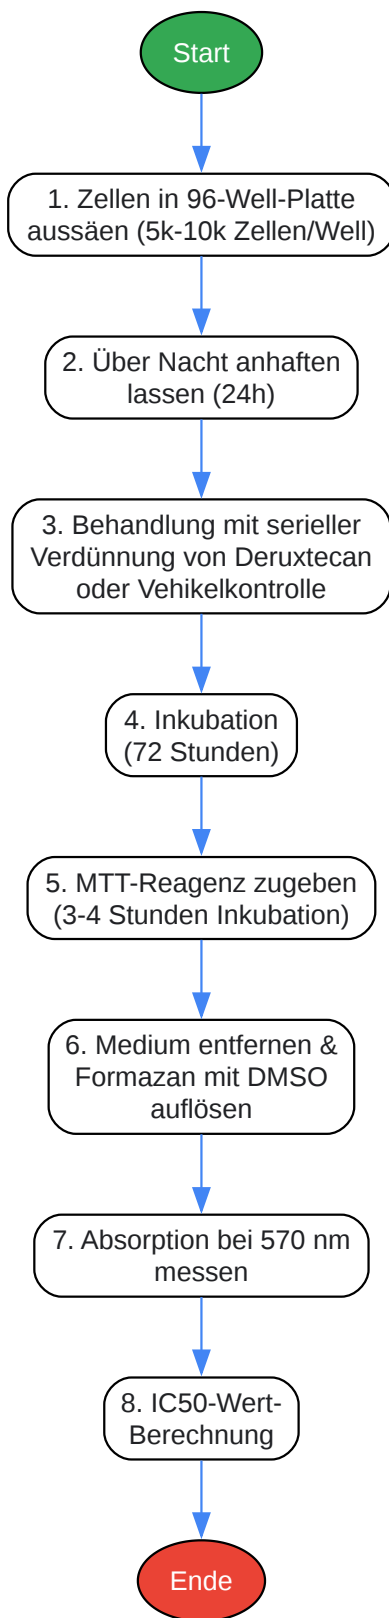 Start
1. Zellen in 96-Well-Platte
aussäen (5k-10k Zellen/Well)
2. Über Nacht anhaften
lassen (24h)
3. Behandlung mit serieller
Verdünnung von Deruxtecan
oder Vehikelkontrolle
4. Inkubation
(72 Stunden)
5. MTT-Reagenz zugeben
(3-4 Stunden Inkubation)
6. Medium entfernen &
Formazan mit DMSO
auflösen
7. Absorption bei 570 nm
messen
8. IC50-Wert-
Berechnung
Ende